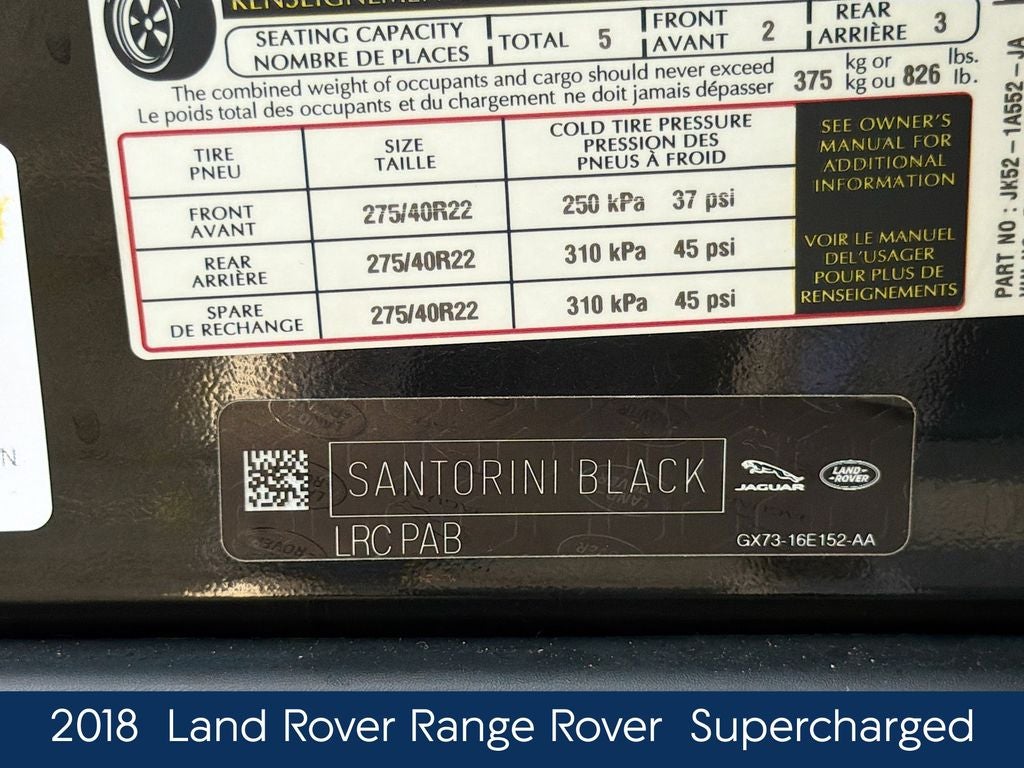 SEATING CAPACITY
NOMBRE DE PLACES
TOTAL 5
FRONT
AVANT 2
REAR
ARRIÈRE 3
The combined weight of occupants and cargo should never exceed
Le poids total des occupants et du chargement ne doit jamais dépasser
375 kg or
kg ou 826 lbs.
lb.
TIRE
PNEU
SIZE
TAILLE
COLD TIRE PRESSURE
PRESSION DES
PNEUS À FROID
FRONT
AVANT
275/40R22
250 kPa 37 psi
REAR
ARRIÈRE
275/40R22
310 kPa 45 psi
SPARE
DE RECHANGE
275/40R22
310 kPa 45 psi
SEE OWNER'S
MANUAL FOR
ADDITIONAL
INFORMATION
VOIR LE MANUEL
DEL'USAGER
POUR PLUS DE
RENSEIGNEMENTS
PART NO : JK52-1A552-JA
SANTORINI BLACK
LRC PAB
JAGUAR
LAND-
-ROVER
GX73-16E152-AA
2018 Land Rover Range Rover Supercharged